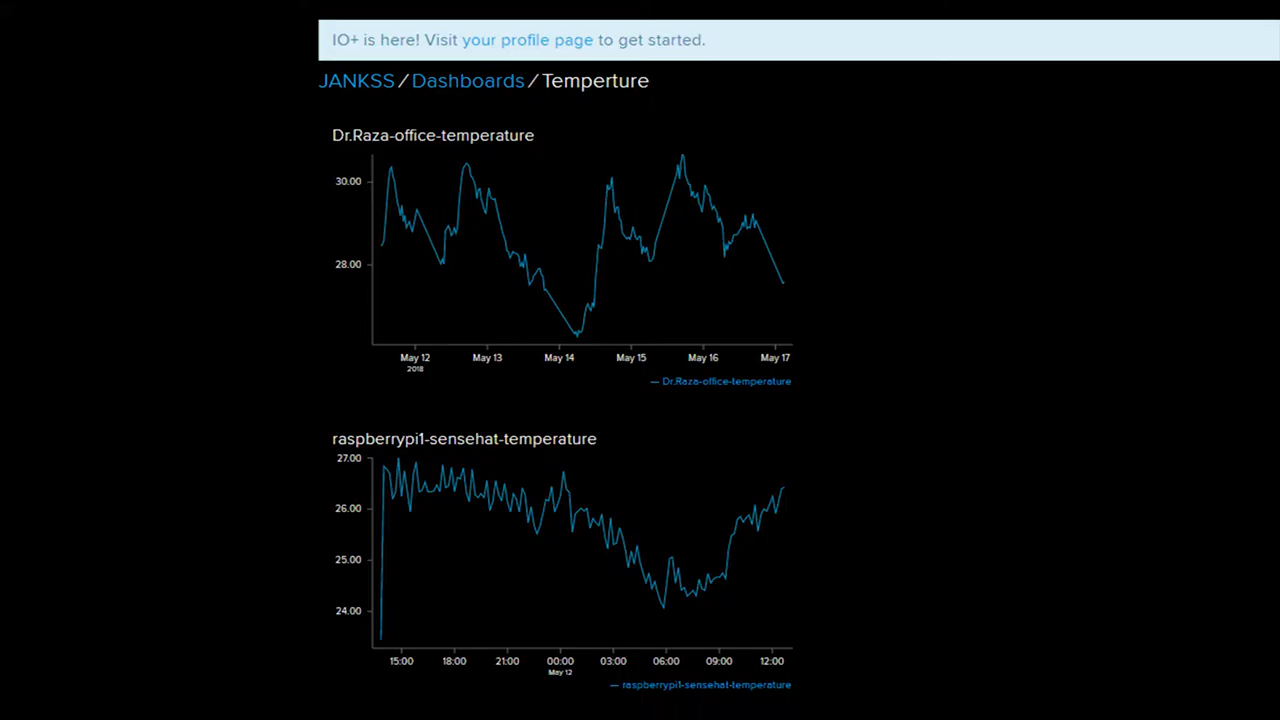 IO+ is here! Visit your profile page to get started.
JANKSS / Dashboards / Temperture
Dr.Raza-office-temperature
30.00
28.00
May 12 May 13 May 14 May 15 May 16 May 17
2018
— Dr.Raza-office-temperature
raspberrypi1-sensehat-temperature
27.00
26.00
25.00
24.00
15:00 18:00 21:00 00:00 03:00 06:00 09:00 12:00
May 12
— raspberrypi1-sensehat-temperature